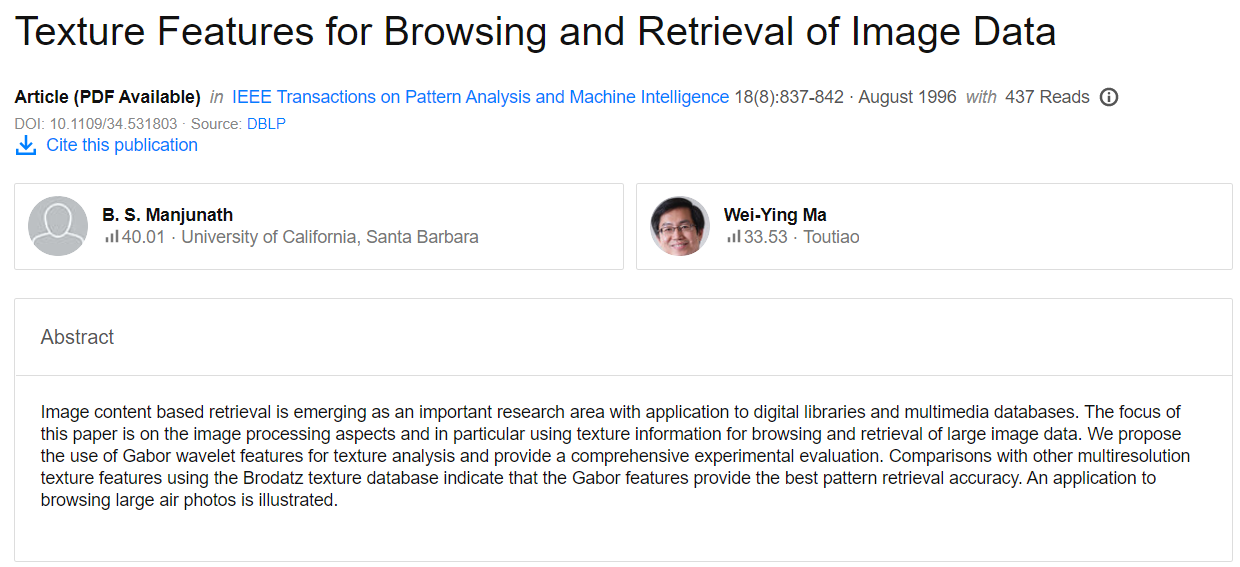 Texture Features for Browsing and Retrieval of Image Data
Article (PDF Available) in IEEE Transactions on Pattern Analysis and Machine Intelligence 18(8):837-842 · August 1996 with 437 Reads
DOI: 10.1109/34.531803 · Source: DBLP
Cite this publication
B. S. Manjunath
40.01 · University of California, Santa Barbara
Wei-Ying Ma
33.53 · Toutiao
Abstract
Image content based retrieval is emerging as an important research area with application to digital libraries and multimedia databases. The focus of
this paper is on the image processing aspects and in particular using texture information for browsing and retrieval of large image data. We propose
the use of Gabor wavelet features for texture analysis and provide a comprehensive experimental evaluation. Comparisons with other multiresolution
texture features using the Brodatz texture database indicate that the Gabor features provide the best pattern retrieval accuracy. An application to
browsing large air photos is illustrated.